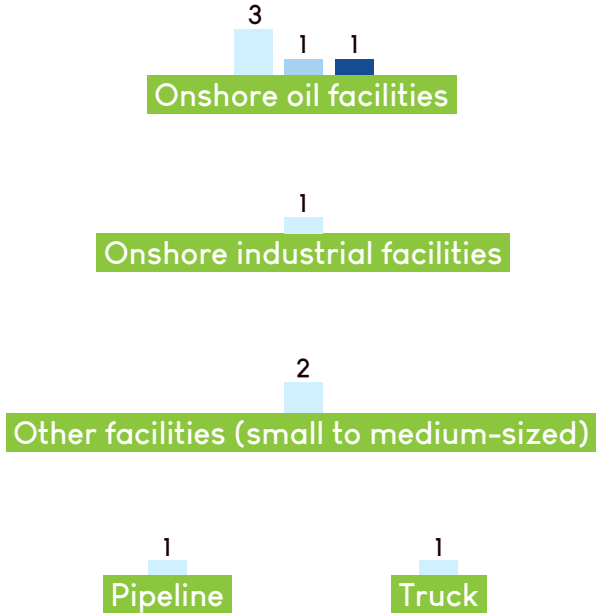 3 1 1
Onshore oil facilities
1
Onshore industrial facilities
2
Other facilities (small to medium-sized)
1 1
Pipeline Truck